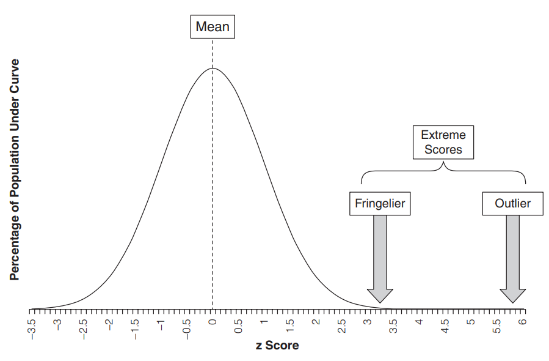 Mean
Extreme
Scores
Fringelier
Outlier
Percentage of Population Under Curve
−3.5 −3 −2.5 −2 −1.5 −1 −0.5 0 0.5 1 1.5 2 2.5 3 3.5 4 4.5 5 5.5 6
z Score